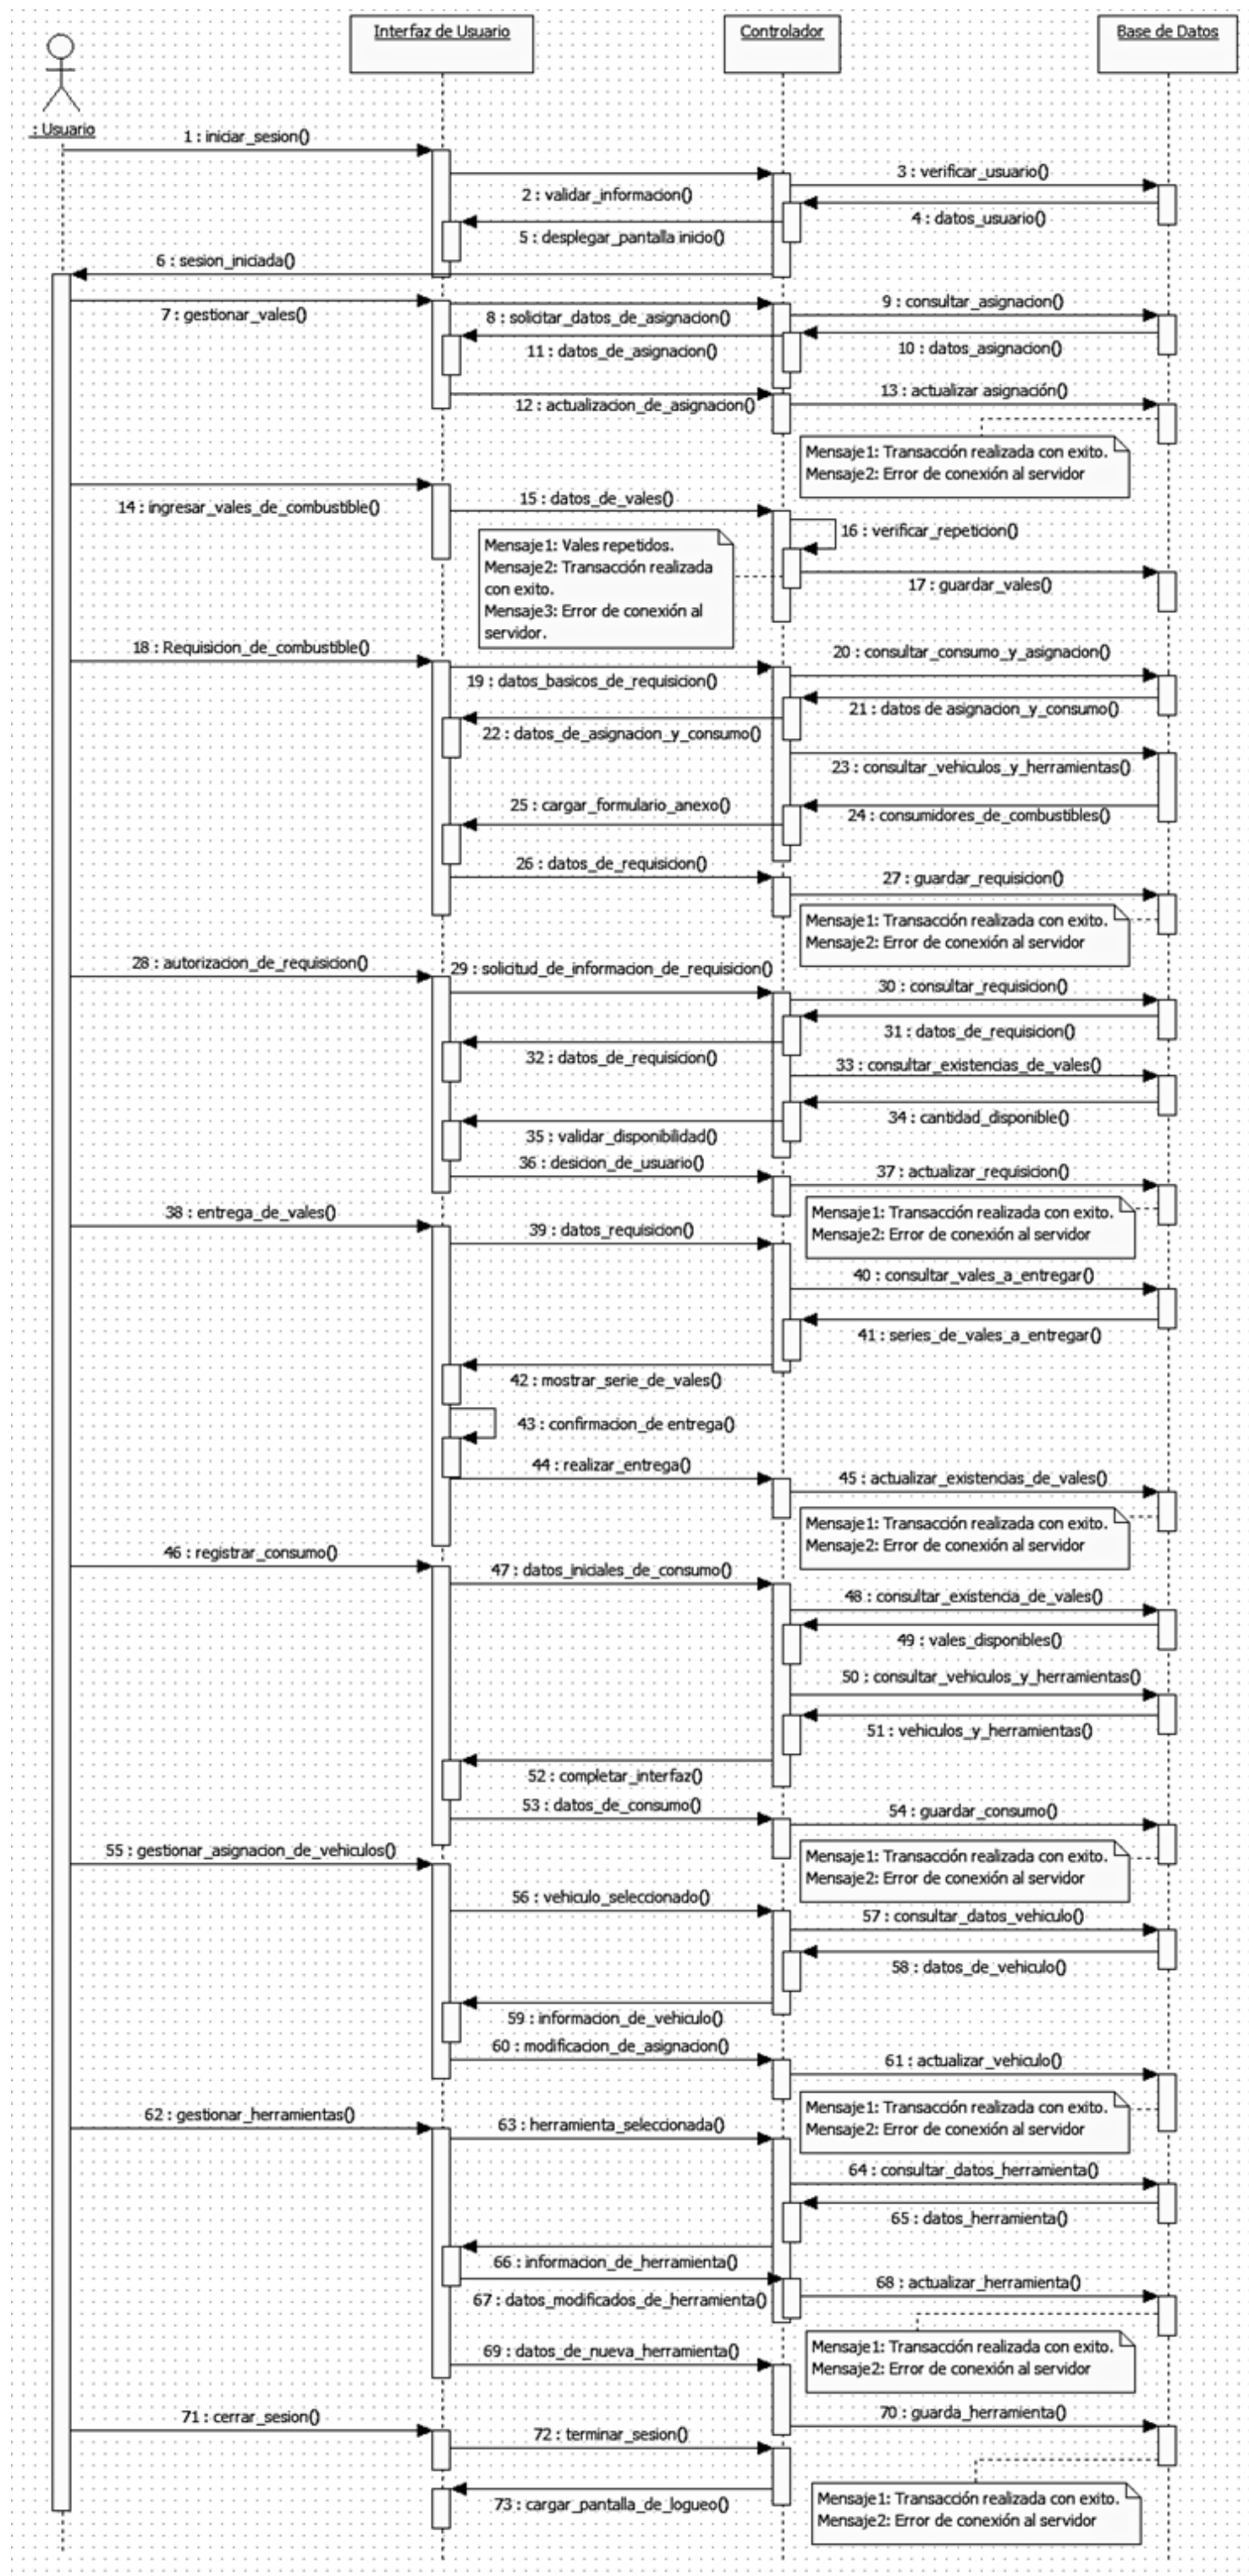 Interfaz de Usuario
Controlador
Base de Datos
: Usuario
1 : iniciar_sesion()
2 : validar_informacion()
3 : verificar_usuario()
4 : datos_usuario()
5 : desplegar_pantalla inicio()
6 : sesion_iniciada()
7 : gestionar_vales()
8 : solicitar_datos_de_asignacion()
9 : consultar_asignacion()
10 : datos_asignacion()
11 : datos_de_asignacion()
12 : actualizacion_de_asignacion()
13 : actualizar asignación()
Mensaje1: Transacción realizada con exito.
Mensaje2: Error de conexión al servidor
14 : ingresar_vales_de_combustible()
15 : datos_de_vales()
16 : verificar_repeticion()
Mensaje1: Vales repetidos.
Mensaje2: Transacción realizada
con exito.
Mensaje3: Error de conexión al
servidor.
17 : guardar_vales()
18 : Requisicion_de_combustible()
19 : datos_basicos_de_requisicion()
20 : consultar_consumo_y_asignacion()
21 : datos de asignacion_y_consumo()
22 : datos_de_asignacion_y_consumo()
23 : consultar_vehiculos_y_herramientas()
24 : consumidores_de_combustibles()
25 : cargar_formulario_anexo()
26 : datos_de_requisicion()
27 : guardar_requisicion()
Mensaje1: Transacción realizada con exito.
Mensaje2: Error de conexión al servidor
28 : autorizacion_de_requisicion()
29 : solicitud_de_informacion_de_requisicion()
30 : consultar_requisicion()
31 : datos_de_requisicion()
32 : datos_de_requisicion()
33 : consultar_existencias_de_vales()
34 : cantidad_disponible()
35 : validar_disponibilidad()
36 : desicion_de_usuario()
37 : actualizar_requisicion()
Mensaje1: Transacción realizada con exito.
Mensaje2: Error de conexión al servidor
38 : entrega_de_vales()
39 : datos_requisicion()
40 : consultar_vales_a_entregar()
41 : series_de_vales_a_entregar()
42 : mostrar_serie_de_vales()
43 : confirmacion_de entrega()
44 : realizar_entrega()
45 : actualizar_existencias_de_vales()
Mensaje1: Transacción realizada con exito.
Mensaje2: Error de conexión al servidor
46 : registrar_consumo()
47 : datos_iniciales_de_consumo()
48 : consultar_existencia_de_vales()
49 : vales_disponibles()
50 : consultar_vehiculos_y_herramientas()
51 : vehiculos_y_herramientas()
52 : completar_interfaz()
53 : datos_de_consumo()
54 : guardar_consumo()
Mensaje1: Transacción realizada con exito.
Mensaje2: Error de conexión al servidor
55 : gestionar_asignacion_de_vehiculos()
56 : vehiculo_seleccionado()
57 : consultar_datos_vehiculo()
58 : datos_de_vehiculo()
59 : informacion_de_vehiculo()
60 : modificacion_de_asignacion()
61 : actualizar_vehiculo()
Mensaje1: Transacción realizada con exito.
Mensaje2: Error de conexión al servidor
62 : gestionar_herramientas()
63 : herramienta_seleccionada()
64 : consultar_datos_herramienta()
65 : datos_herramienta()
66 : informacion_de_herramienta()
67 : datos_modificados_de_herramienta()
68 : actualizar_herramienta()
Mensaje1: Transacción realizada con exito.
Mensaje2: Error de conexión al servidor
69 : datos_de_nueva_herramienta()
70 : guarda_herramienta()
71 : cerrar_sesion()
72 : terminar_sesion()
73 : cargar_pantalla_de_logueo()
Mensaje1: Transacción realizada con exito.
Mensaje2: Error de conexión al servidor